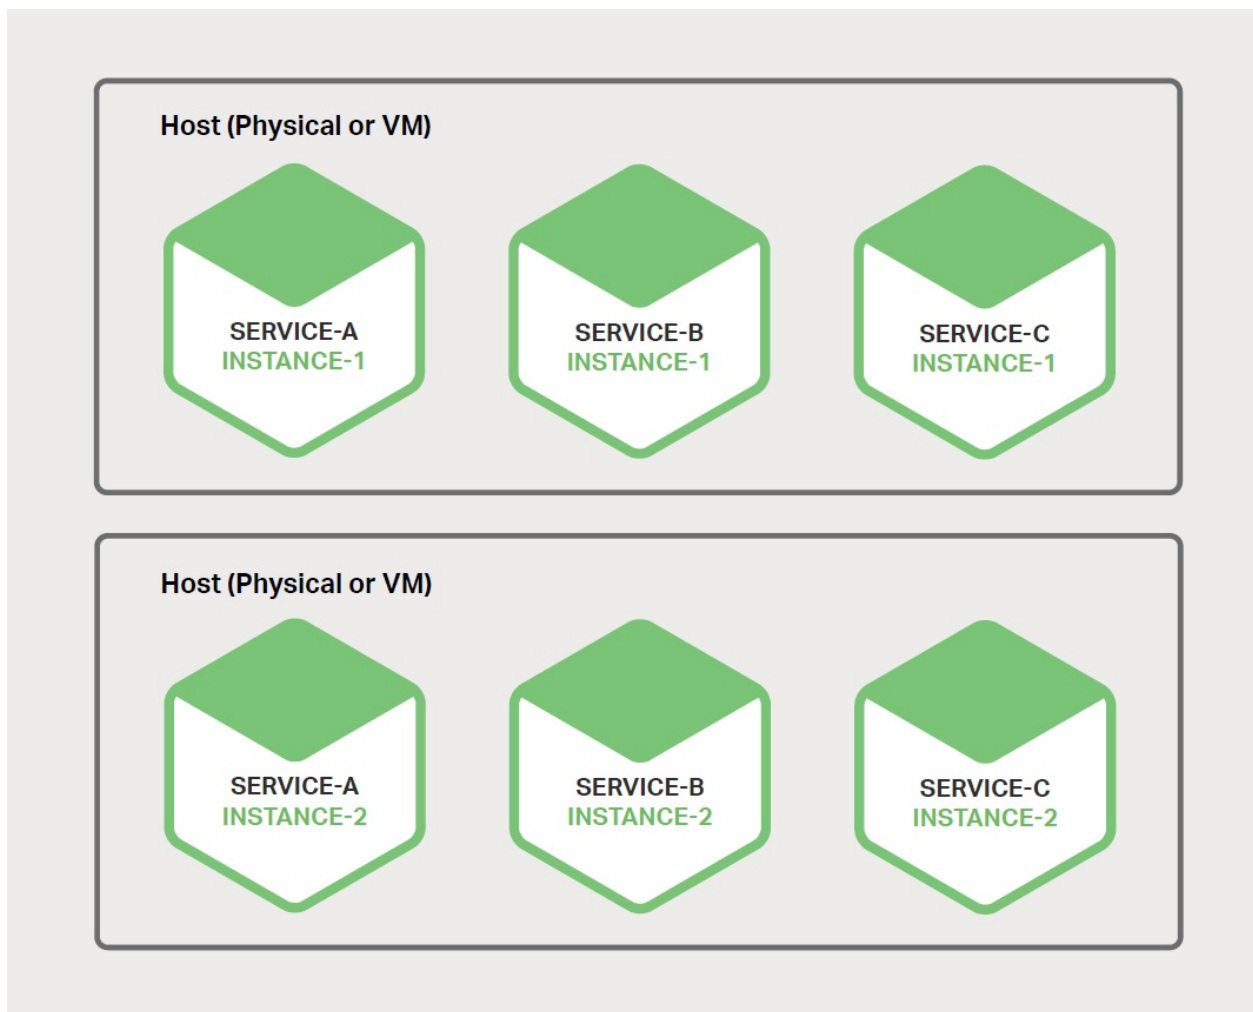 Host (Physical or VM)
SERVICE-A
INSTANCE-1
SERVICE-B
INSTANCE-1
SERVICE-C
INSTANCE-1
Host (Physical or VM)
SERVICE-A
INSTANCE-2
SERVICE-B
INSTANCE-2
SERVICE-C
INSTANCE-2